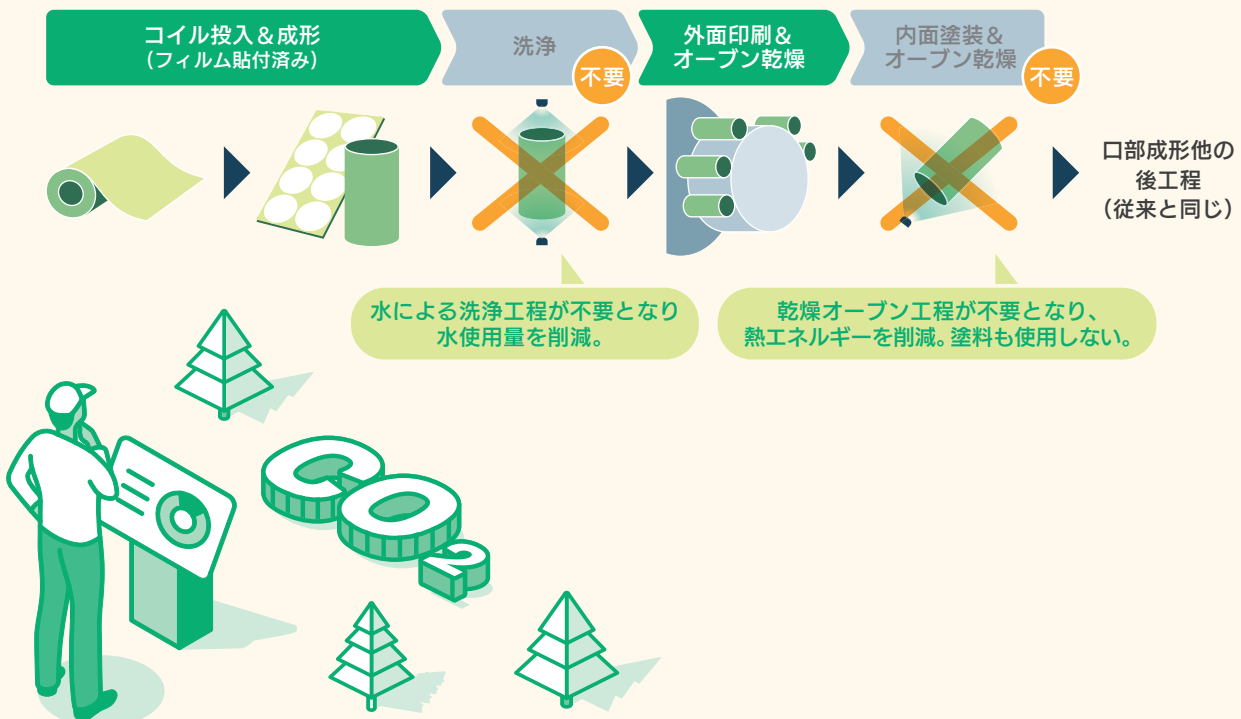 コイル投入＆成形
（フィルム貼付済み）
洗浄
不要
外面印刷＆
オーブン乾燥
内面塗装＆
オーブン乾燥
不要
口部成形他の
後工程
（従来と同じ）
水による洗浄工程が不要となり
水使用量を削減。
乾燥オーブン工程が不要となり、
熱エネルギーを削減。塗料も使用しない。
CO2